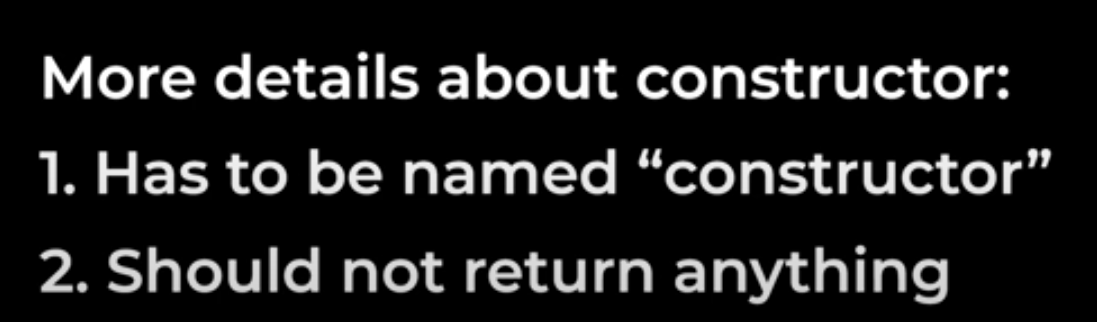 More details about constructor:
1. Has to be named “constructor”
2. Should not return anything